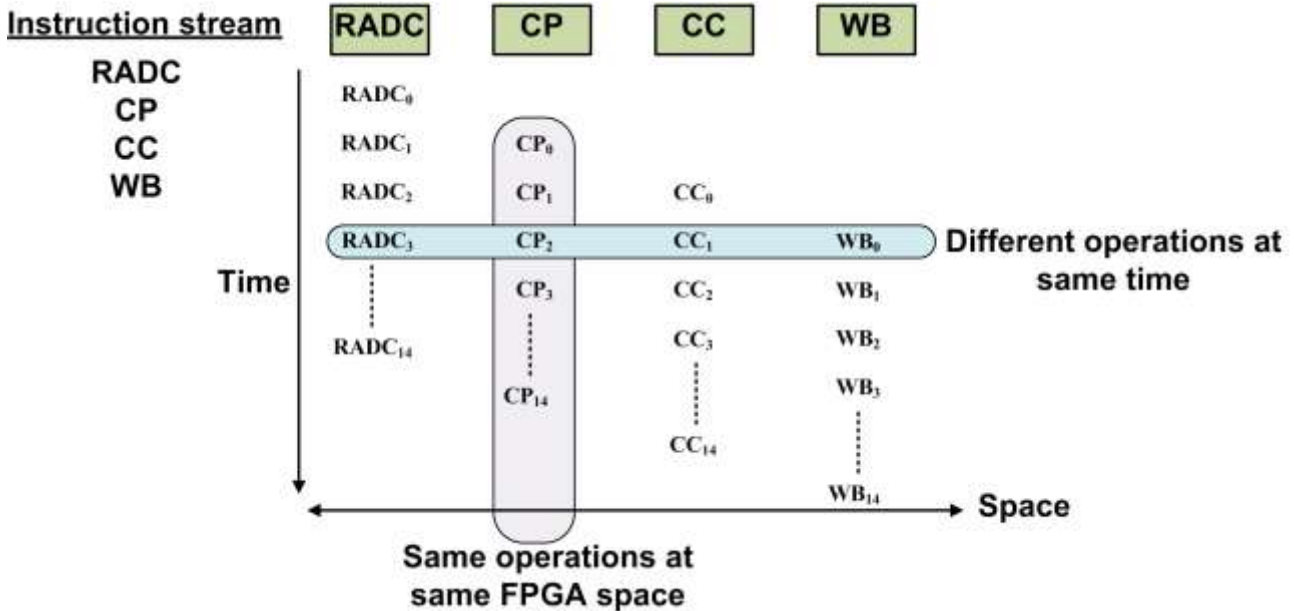 Instruction stream
RADC
CP
CC
WB
RADC CP CC WB
RADC₀
RADC₁ CP₀
RADC₂ CP₁ CC₀
RADC₃ CP₂ CC₁ WB₀
CP₃ CC₂ WB₁
RADC₁₄ CC₃ WB₂
CP₁₄ WB₃
CC₁₄
WB₁₄
Different operations at
same time
Time
Space
Same operations at
same FPGA space